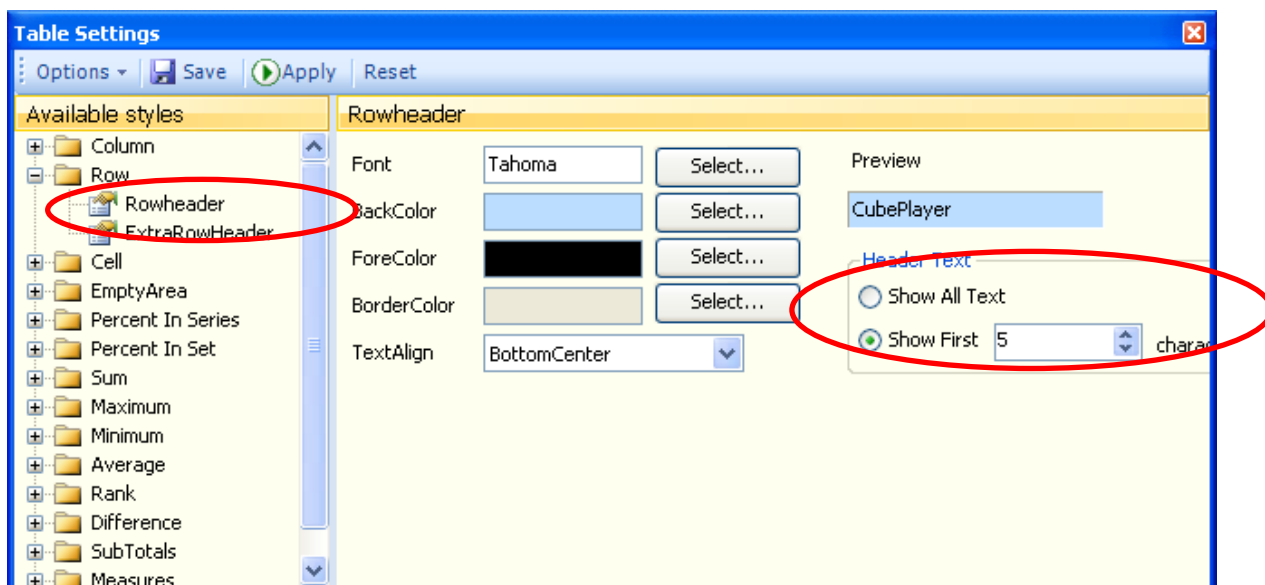 Table Settings
Options Save Apply Reset
Available styles
Column
Row
Rowheader
ExtraRowHeader
Cell
EmptyArea
Percent In Series
Percent In Set
Sum
Maximum
Minimum
Average
Rank
Difference
SubTotals
Measures
Rowheader
Font Tahoma Select...
BackColor Select...
ForeColor Select...
BorderColor Select...
TextAlign BottomCenter
Preview
CubePlayer
Header Text
Show All Text
Show First 5 charac